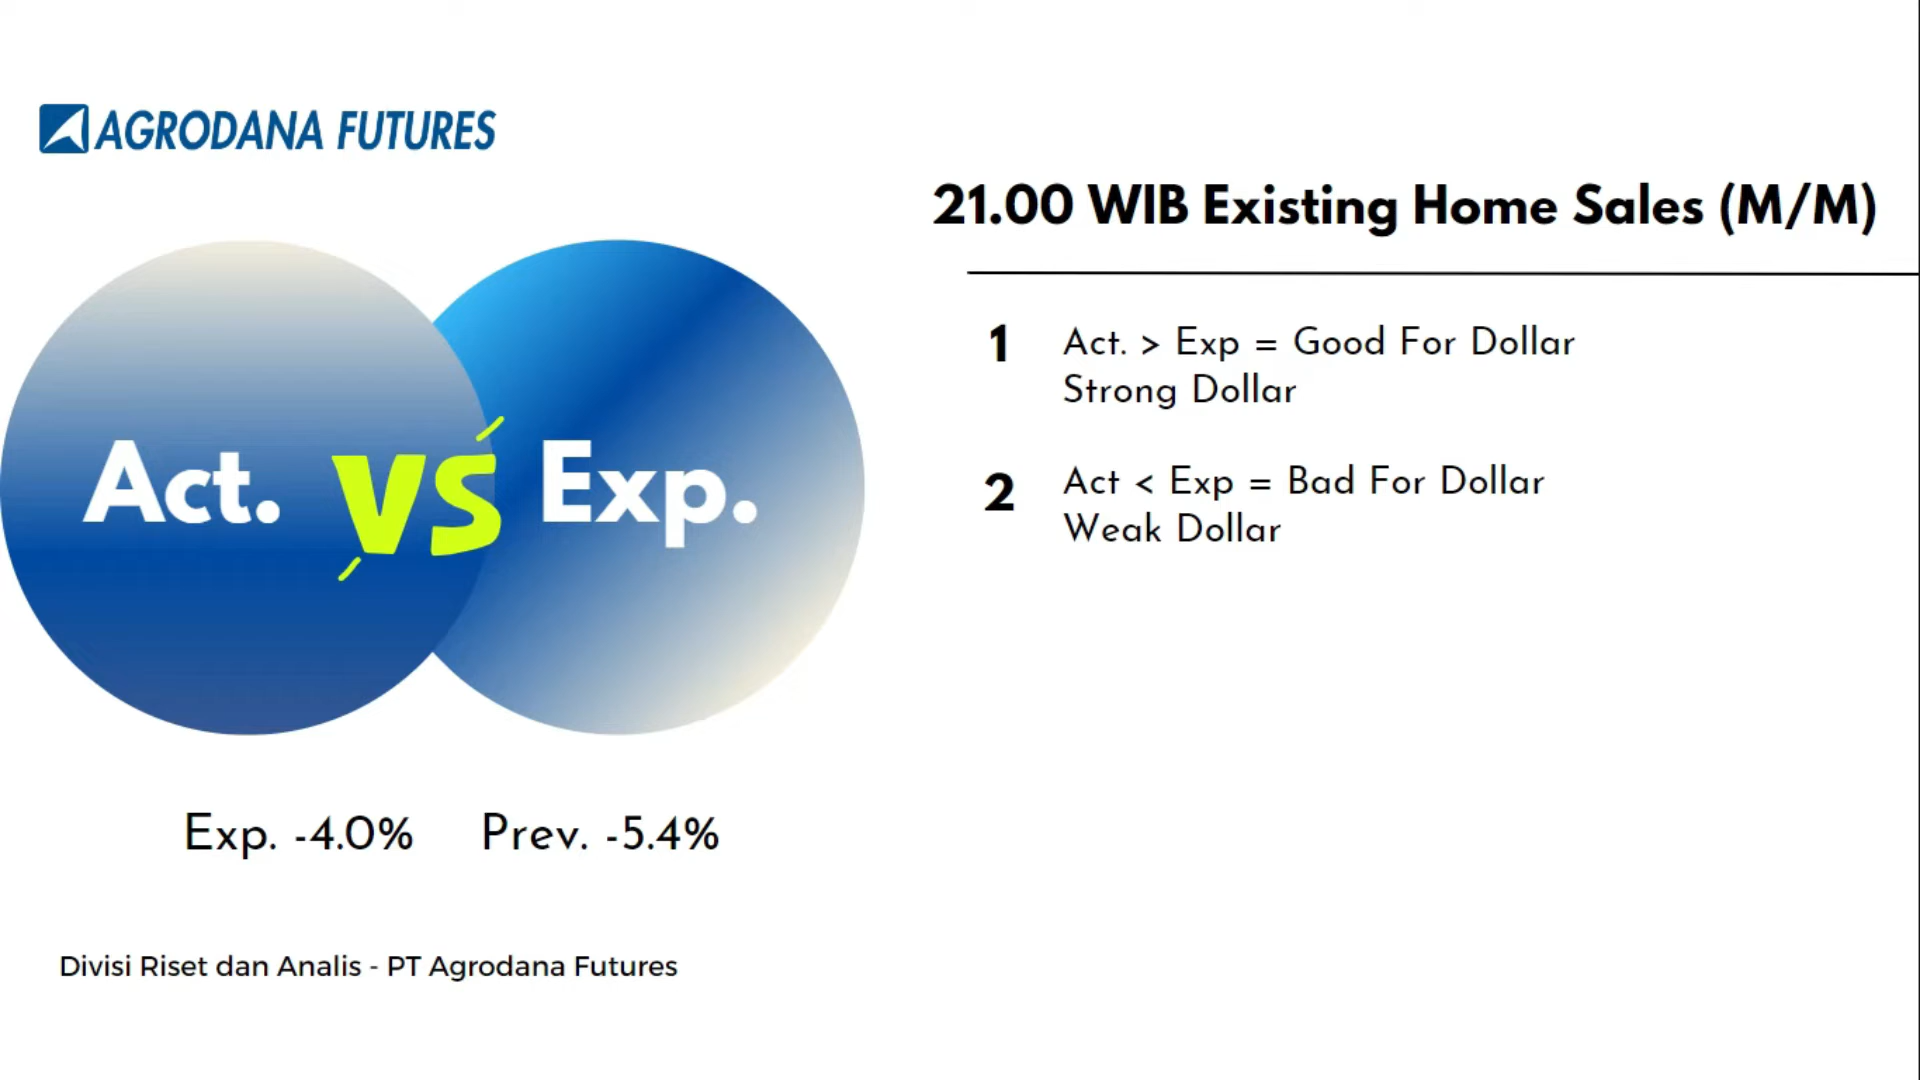 AGRODANA FUTURES
21.00 WIB Existing Home Sales (M/M)
Act. VS Exp.
1 Act. > Exp = Good For Dollar
Strong Dollar
2 Act < Exp = Bad For Dollar
Weak Dollar
Exp. -4.0% Prev. -5.4%
Divisi Riset dan Analis - PT Agrodana Futures